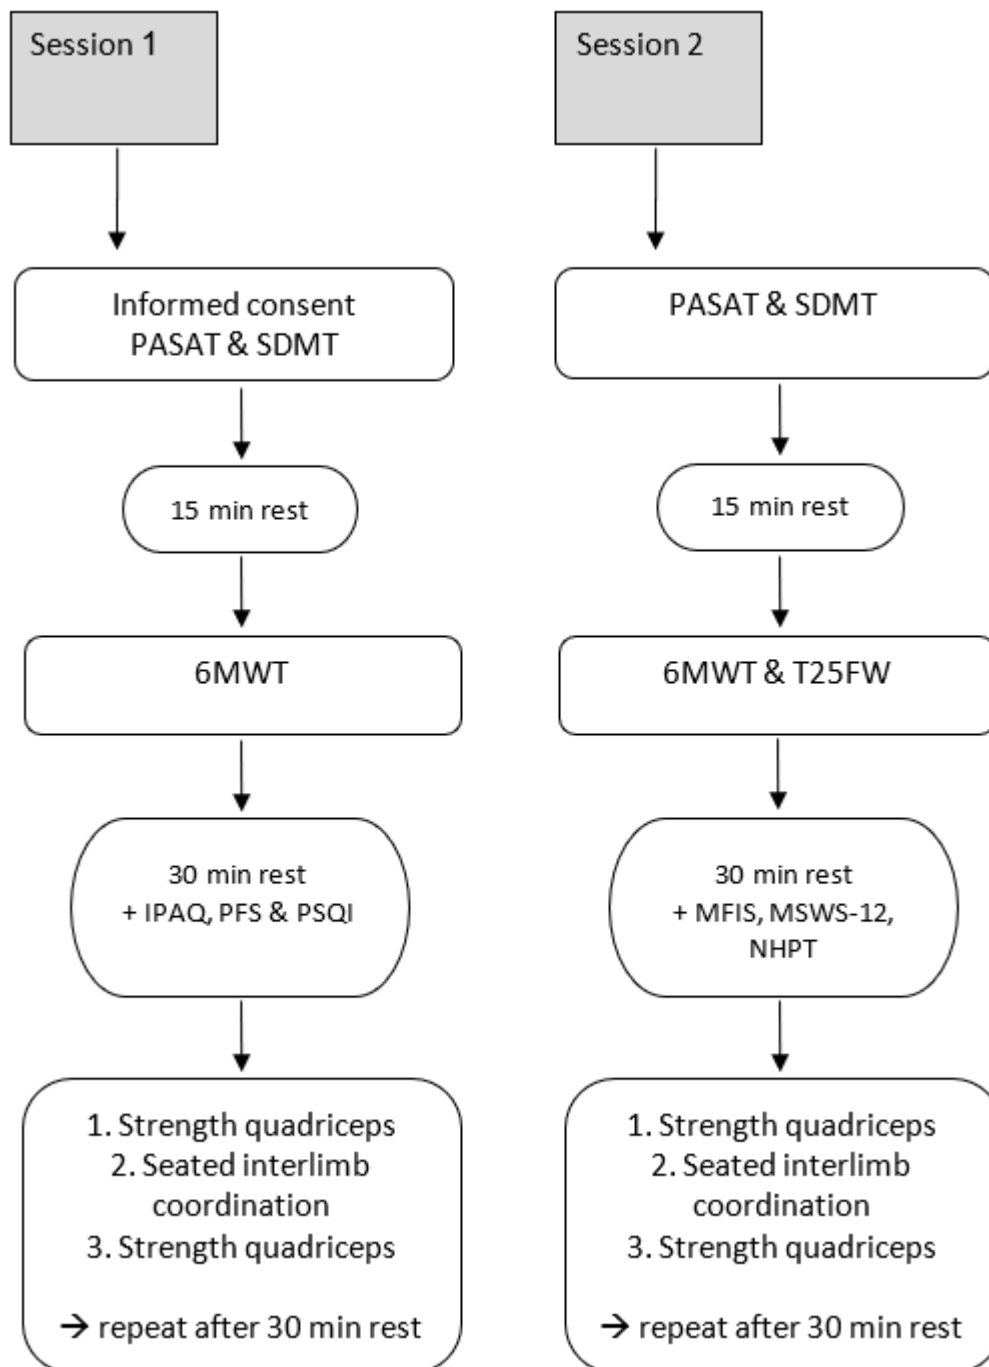 Session 1
Informed consent
PASAT & SDMT
15 min rest
6MWT
30 min rest
+ IPAQ, PFS & PSQI
1. Strength quadriceps
2. Seated interlimb
coordination
3. Strength quadriceps
→ repeat after 30 min rest
Session 2
PASAT & SDMT
15 min rest
6MWT & T25FW
30 min rest
+ MFIS, MSWS-12,
NHPT
1. Strength quadriceps
2. Seated interlimb
coordination
3. Strength quadriceps
→ repeat after 30 min rest